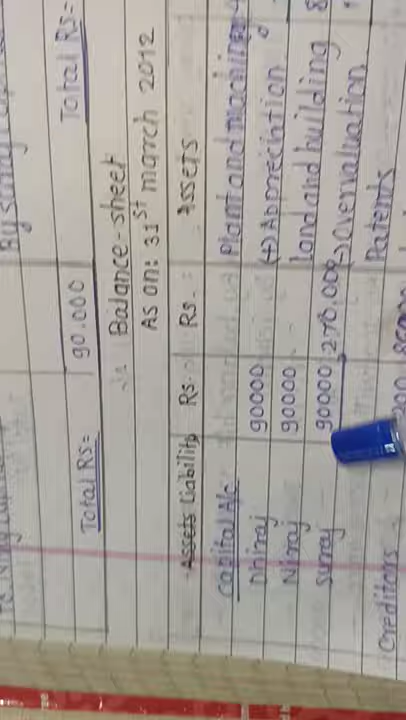 Total Rs= 90.000 Total Rs=
Balance-sheet
As on: 31st march 2012
Assets Liability Rs. Rs. Assets
Capital A/c Plant and machinery
Dhiraj 90000 (+) Appreciation
Niraj 90000 Land and building
Suraj 90000 270,000 (-) Overvaluation
Creditors Patents